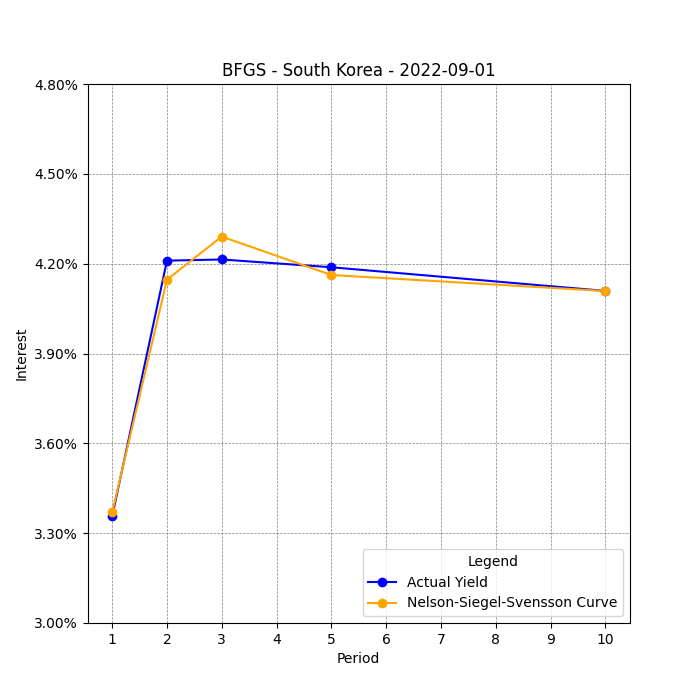 BFGS - South Korea - 2022-09-01
4.80%
4.50%
4.20%
3.90%
3.60%
3.30%
3.00%
Interest
1 2 3 4 5 6 7 8 9 10
Period
Legend
Actual Yield
Nelson-Siegel-Svensson Curve